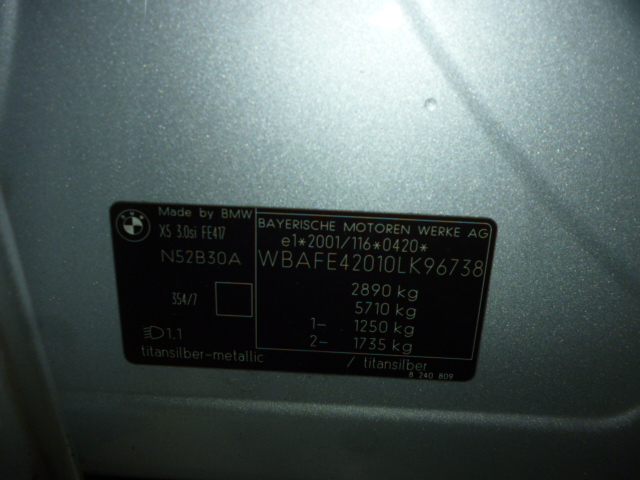 BMW
Made by BMW
X5 3.0si FE417
N52B30A
354/7
1.1
titansilber-metallic
BAYERISCHE MOTOREN WERKE AG
e1*2001/116*0420*
WBAFE42010LK96738
2890 kg
5710 kg
1- 1250 kg
2- 1735 kg
/ titansilber
8 240 809